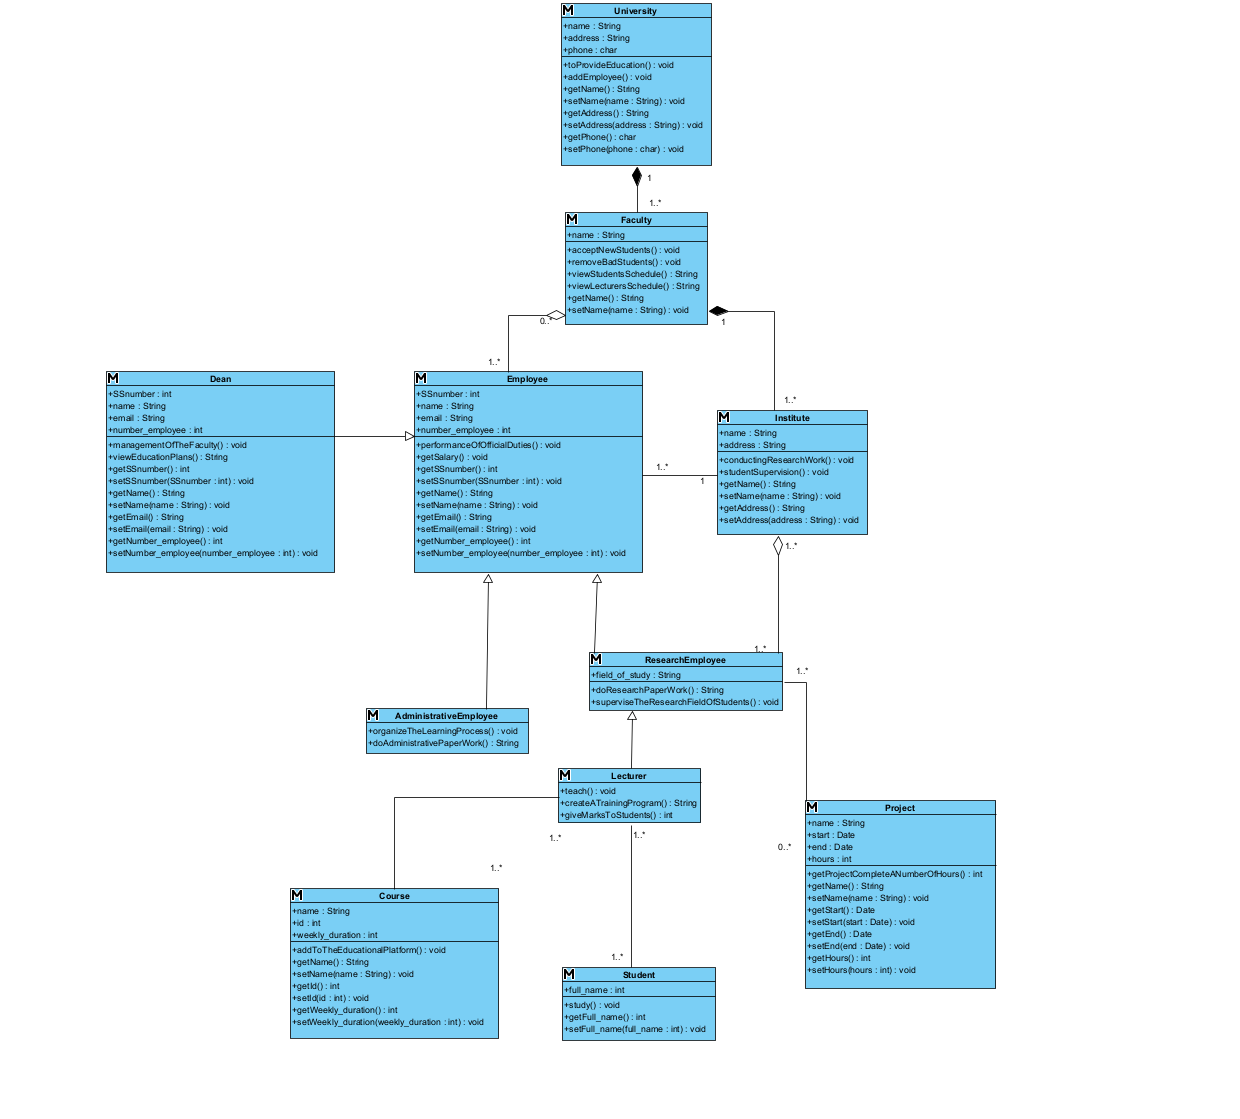 University
+name : String
+address : String
+phone : char
+toProvideEducation() : void
+addEmployee() : void
+getName() : String
+setName(name : String) : void
+getAddress() : String
+setAddress(address : String) : void
+getPhone() : char
+setPhone(phone : char) : void
1
1..*
Faculty
+name : String
+acceptNewStudents() : void
+removeBadStudents() : void
+viewStudentsSchedule() : String
+viewLecturersSchedule() : String
+getName() : String
+setName(name : String) : void
0..*
1
1..*
1..*
Dean
+SSnumber : int
+name : String
+email : String
+number_employee : int
+managementOfTheFaculty() : void
+viewEducationPlans() : String
+getSSnumber() : int
+setSSnumber(SSnumber : int) : void
+getName() : String
+setName(name : String) : void
+getEmail() : String
+setEmail(email : String) : void
+getNumber_employee() : int
+setNumber_employee(number_employee : int) : void
Employee
+SSnumber : int
+name : String
+email : String
+number_employee : int
+performanceOfOfficialDuties() : void
+getSalary() : void
+getSSnumber() : int
+setSSnumber(SSnumber : int) : void
+getName() : String
+setName(name : String) : void
+getEmail() : String
+setEmail(email : String) : void
+getNumber_employee() : int
+setNumber_employee(number_employee : int) : void
1..*
1
Institute
+name : String
+address : String
+conductingResearchWork() : void
+studentSupervision() : void
+getName() : String
+setName(name : String) : void
+getAddress() : String
+setAddress(address : String) : void
1..*
1..*
ResearchEmployee
+field_of_study : String
+doResearchPaperWork() : String
+superviseTheResearchFieldOfStudents() : void
1..*
AdministrativeEmployee
+organizeTheLearningProcess() : void
+doAdministrativePaperWork() : String
Lecturer
+teach() : void
+createATrainingProgram() : String
+giveMarksToStudents() : int
1..*
1..*
1..*
0..*
Project
+name : String
+start : Date
+end : Date
+hours : int
+getProjectCompleteANumberOfHours() : int
+getName() : String
+setName(name : String) : void
+getStart() : Date
+setStart(start : Date) : void
+getEnd() : Date
+setEnd(end : Date) : void
+getHours() : int
+setHours(hours : int) : void
Course
+name : String
+id : int
+weekly_duration : int
+addToTheEducationalPlatform() : void
+getName() : String
+setName(name : String) : void
+getId() : int
+setId(id : int) : void
+getWeekly_duration() : int
+setWeekly_duration(weekly_duration : int) : void
1..*
Student
+full_name : int
+study() : void
+getFull_name() : int
+setFull_name(full_name : int) : void